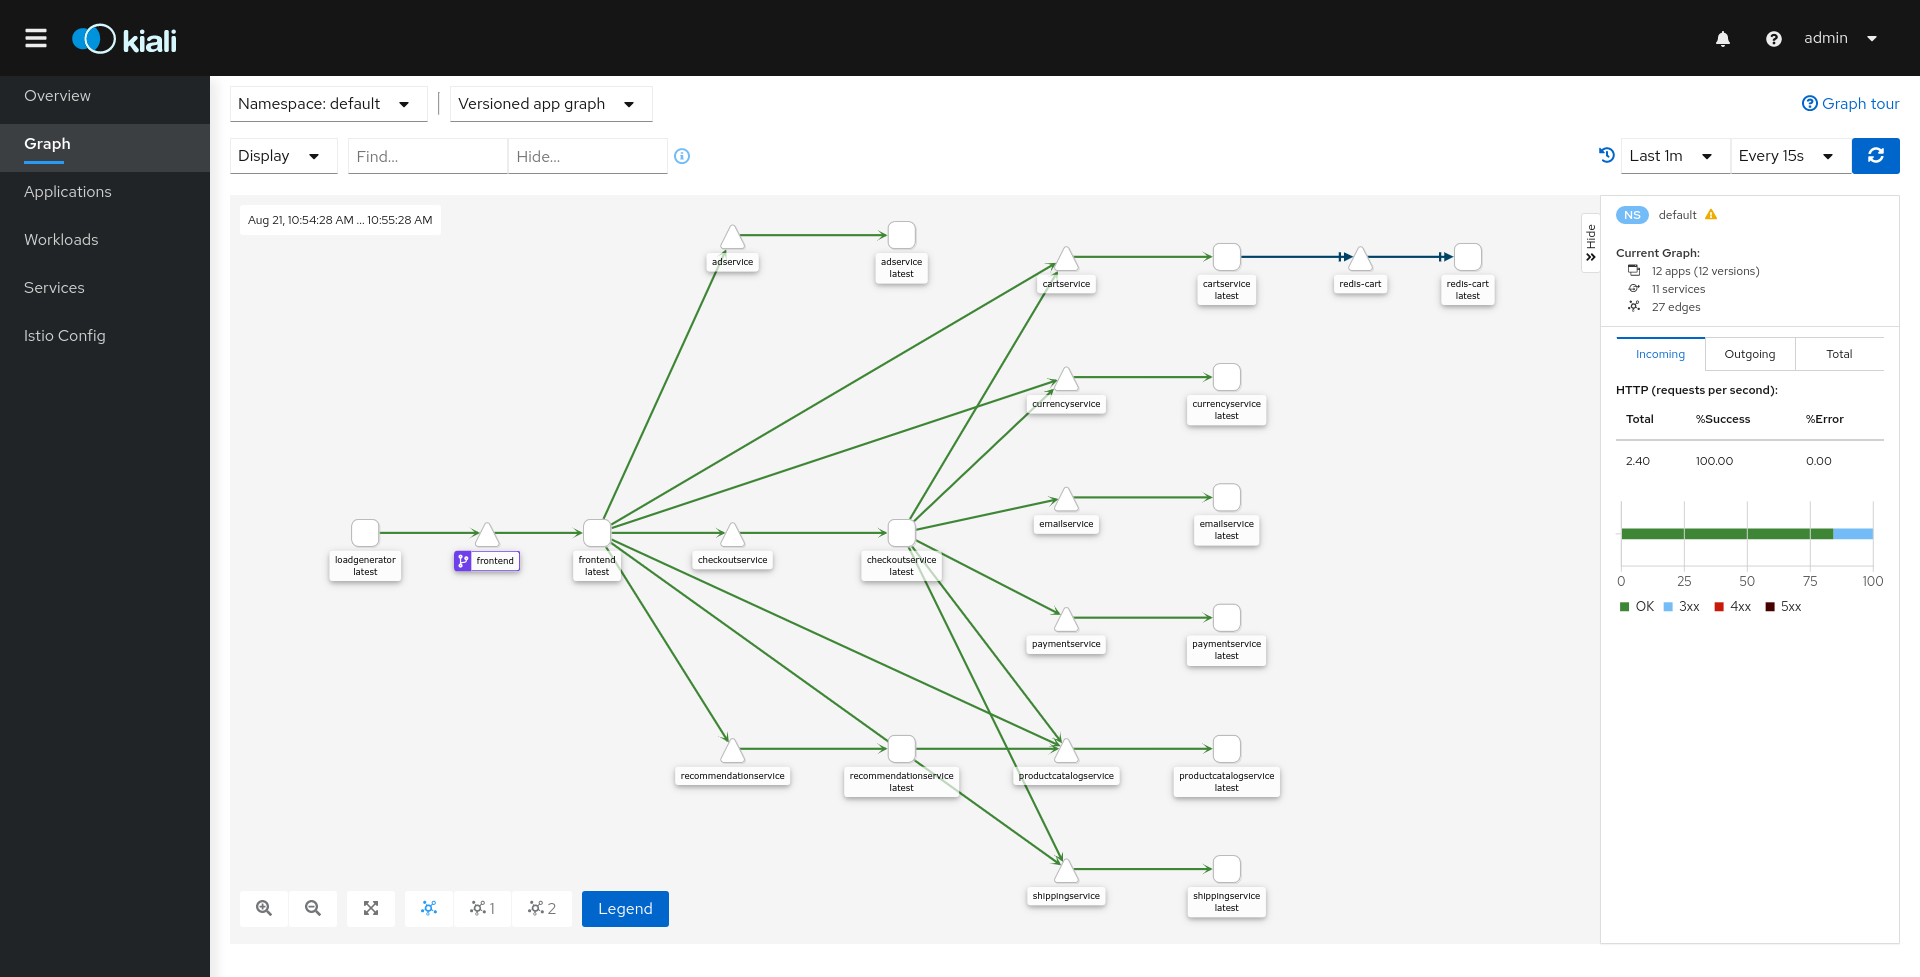 kiali
admin
Overview
Graph
Applications
Workloads
Services
Istio Config
Namespace: default
Versioned app graph
Graph tour
Display
Find...
Hide...
Last 1m
Every 15s
Aug 21, 10:54:28 AM ... 10:55:28 AM
adservice
adservice
latest
cartservice
cartservice
latest
redis-cart
redis-cart
latest
currencyservice
currencyservice
latest
emailservice
emailservice
latest
loadgenerator
latest
frontend
frontend
latest
checkoutservice
checkoutservice
latest
paymentservice
paymentservice
latest
recommendationservice
recommendationservice
latest
productcatalogservice
productcatalogservice
latest
shippingservice
shippingservice
latest
1
2
Legend
Hide
NS default
Current Graph:
12 apps (12 versions)
11 services
27 edges
Incoming
Outgoing
Total
HTTP (requests per second):
Total %Success %Error
2.40 100.00 0.00
0 25 50 75 100
OK 3xx 4xx 5xx